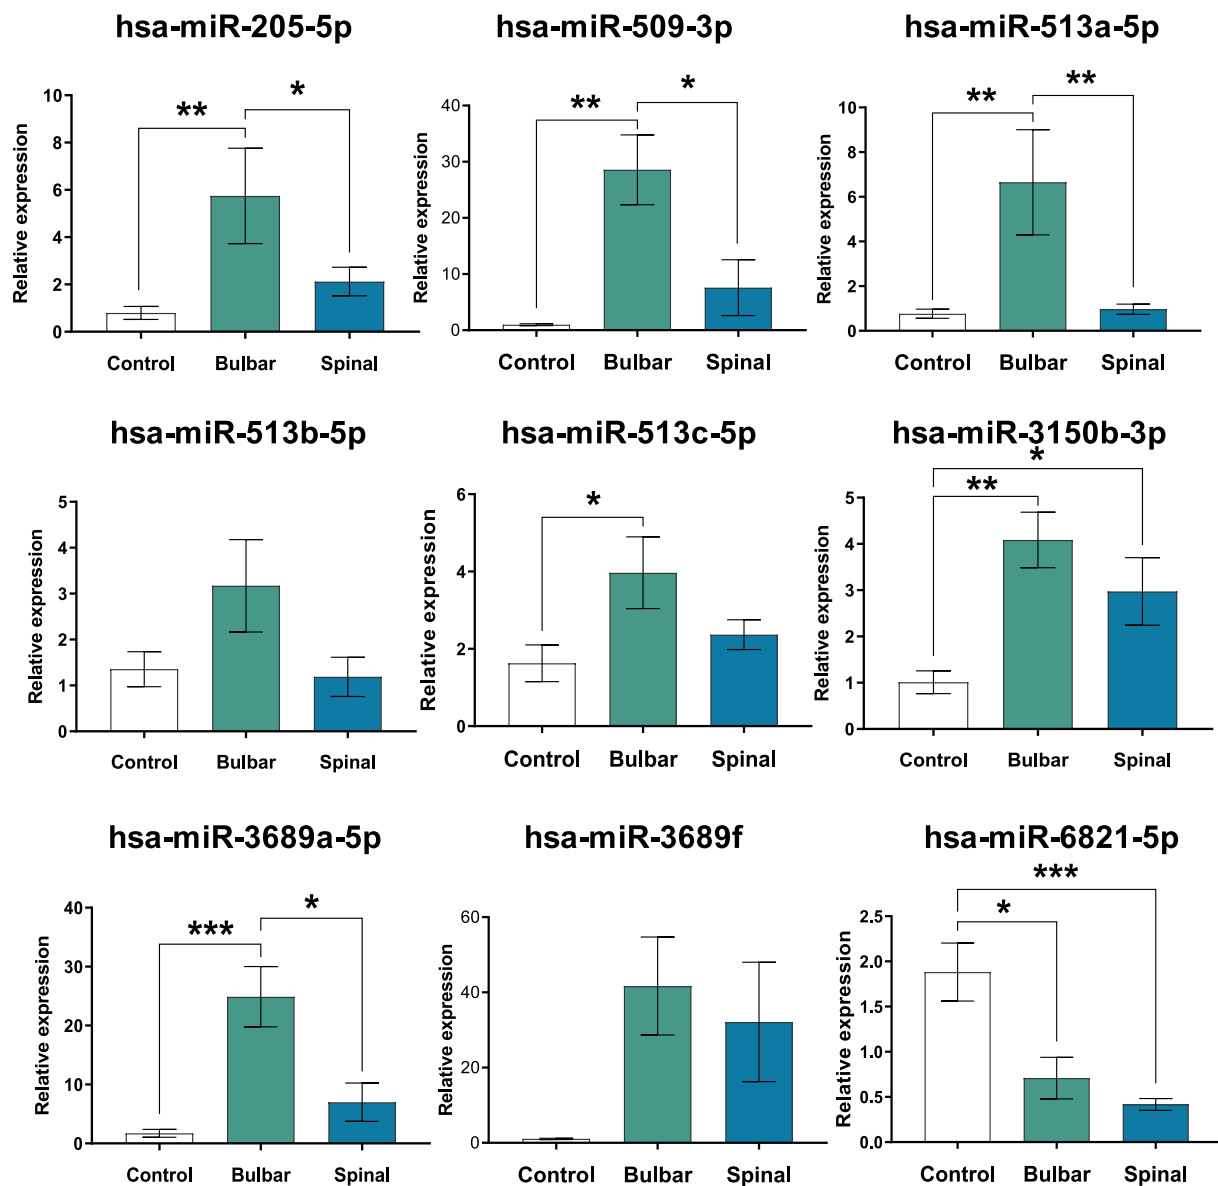 hsa-miR-205-5p
**
*
Relative expression
10
8
6
4
2
0
Control Bulbar Spinal
hsa-miR-509-3p
**
*
Relative expression
40
30
20
10
0
Control Bulbar Spinal
hsa-miR-513a-5p
**
**
Relative expression
10
8
6
4
2
0
Control Bulbar Spinal
hsa-miR-513b-5p
Relative expression
5
4
3
2
1
0
Control Bulbar Spinal
hsa-miR-513c-5p
*
Relative expression
6
4
2
0
Control Bulbar Spinal
hsa-miR-3150b-3p
*
**
Relative expression
5
4
3
2
1
0
Control Bulbar Spinal
hsa-miR-3689a-5p
***
*
Relative expression
40
30
20
10
0
Control Bulbar Spinal
hsa-miR-3689f
Relative expression
60
40
20
0
Control Bulbar Spinal
hsa-miR-6821-5p
***
*
Relative expression
2.5
2.0
1.5
1.0
0.5
0.0
Control Bulbar Spinal